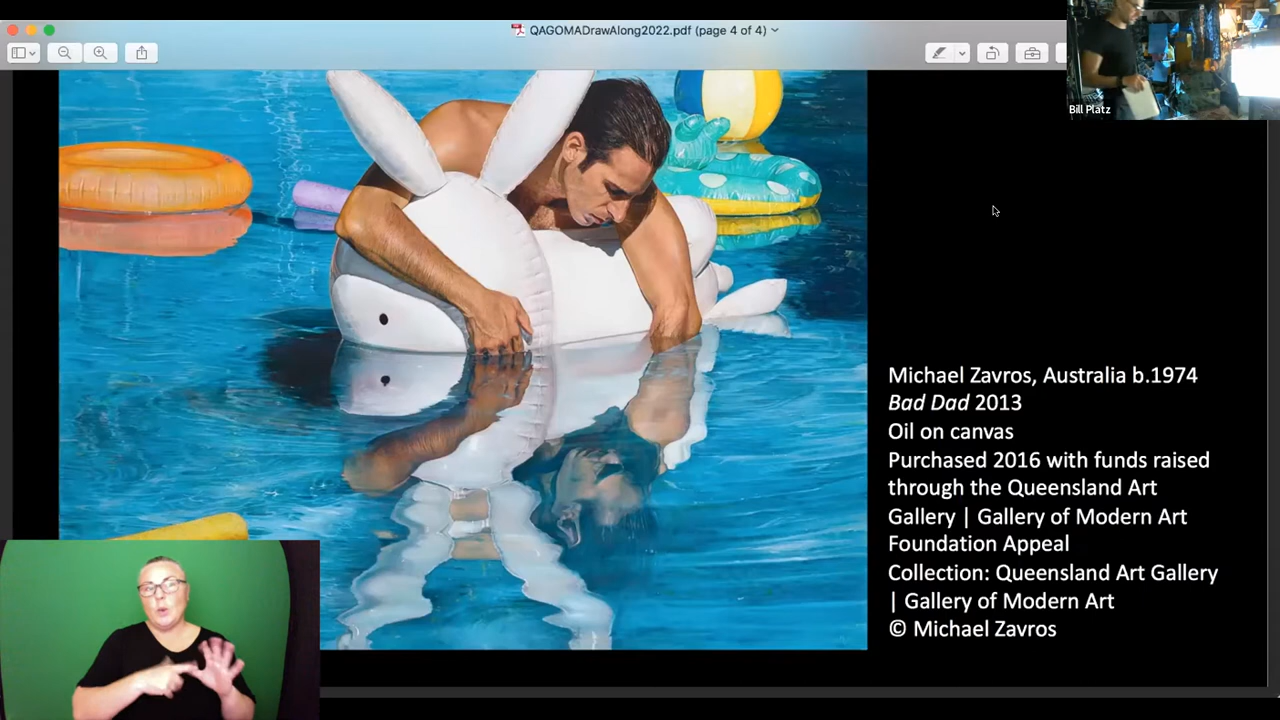 QAGOMADrawAlong2022.pdf (page 4 of 4)
Bill Platz
Michael Zavros, Australia b.1974
Bad Dad 2013
Oil on canvas
Purchased 2016 with funds raised
through the Queensland Art
Gallery | Gallery of Modern Art
Foundation Appeal
Collection: Queensland Art Gallery
| Gallery of Modern Art
© Michael Zavros